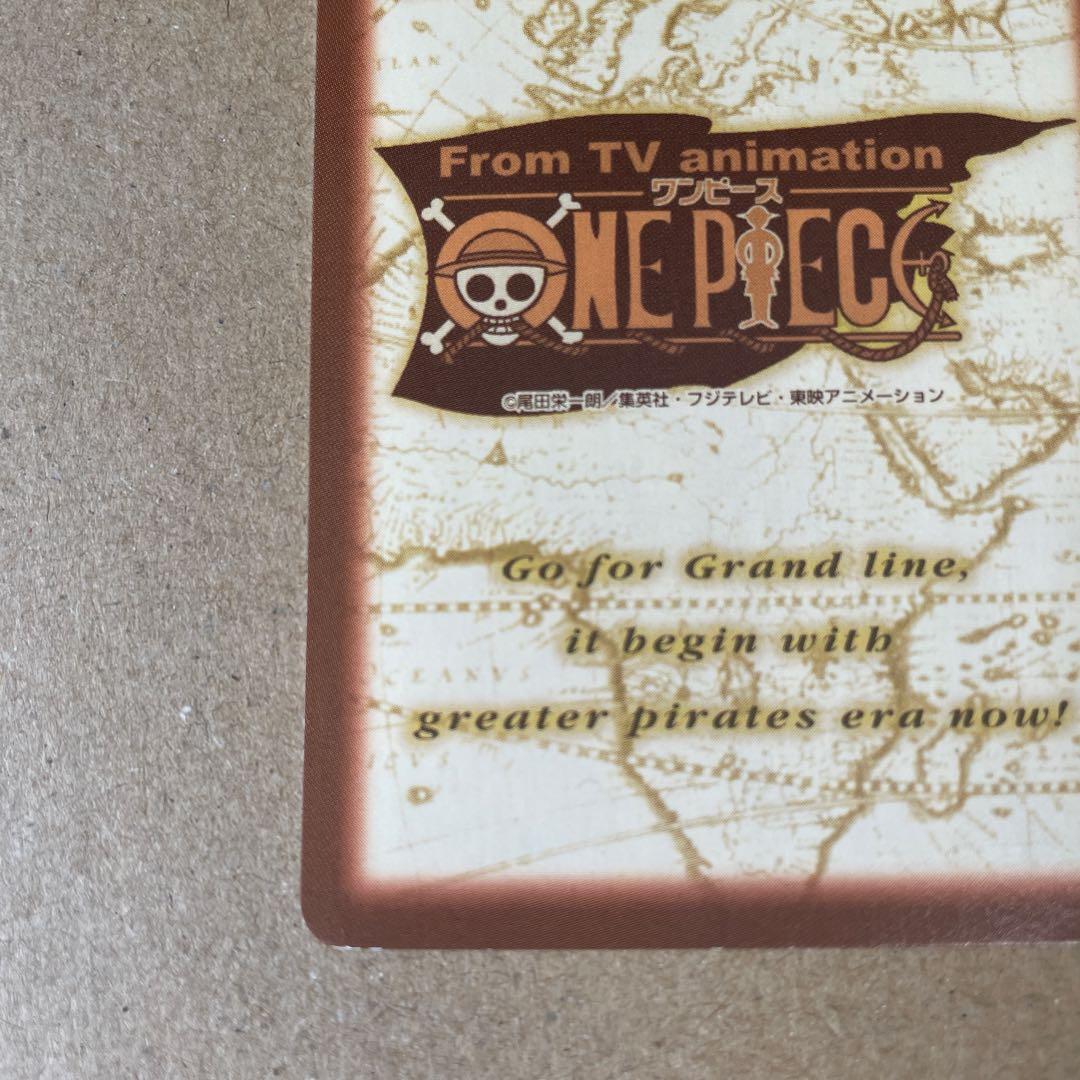 From TV animation
ワンピース
ONE PIECE
©尾田栄一郎/集英社・フジテレビ・東映アニメーション
Go for Grand line,
it begin with
greater pirates era now!